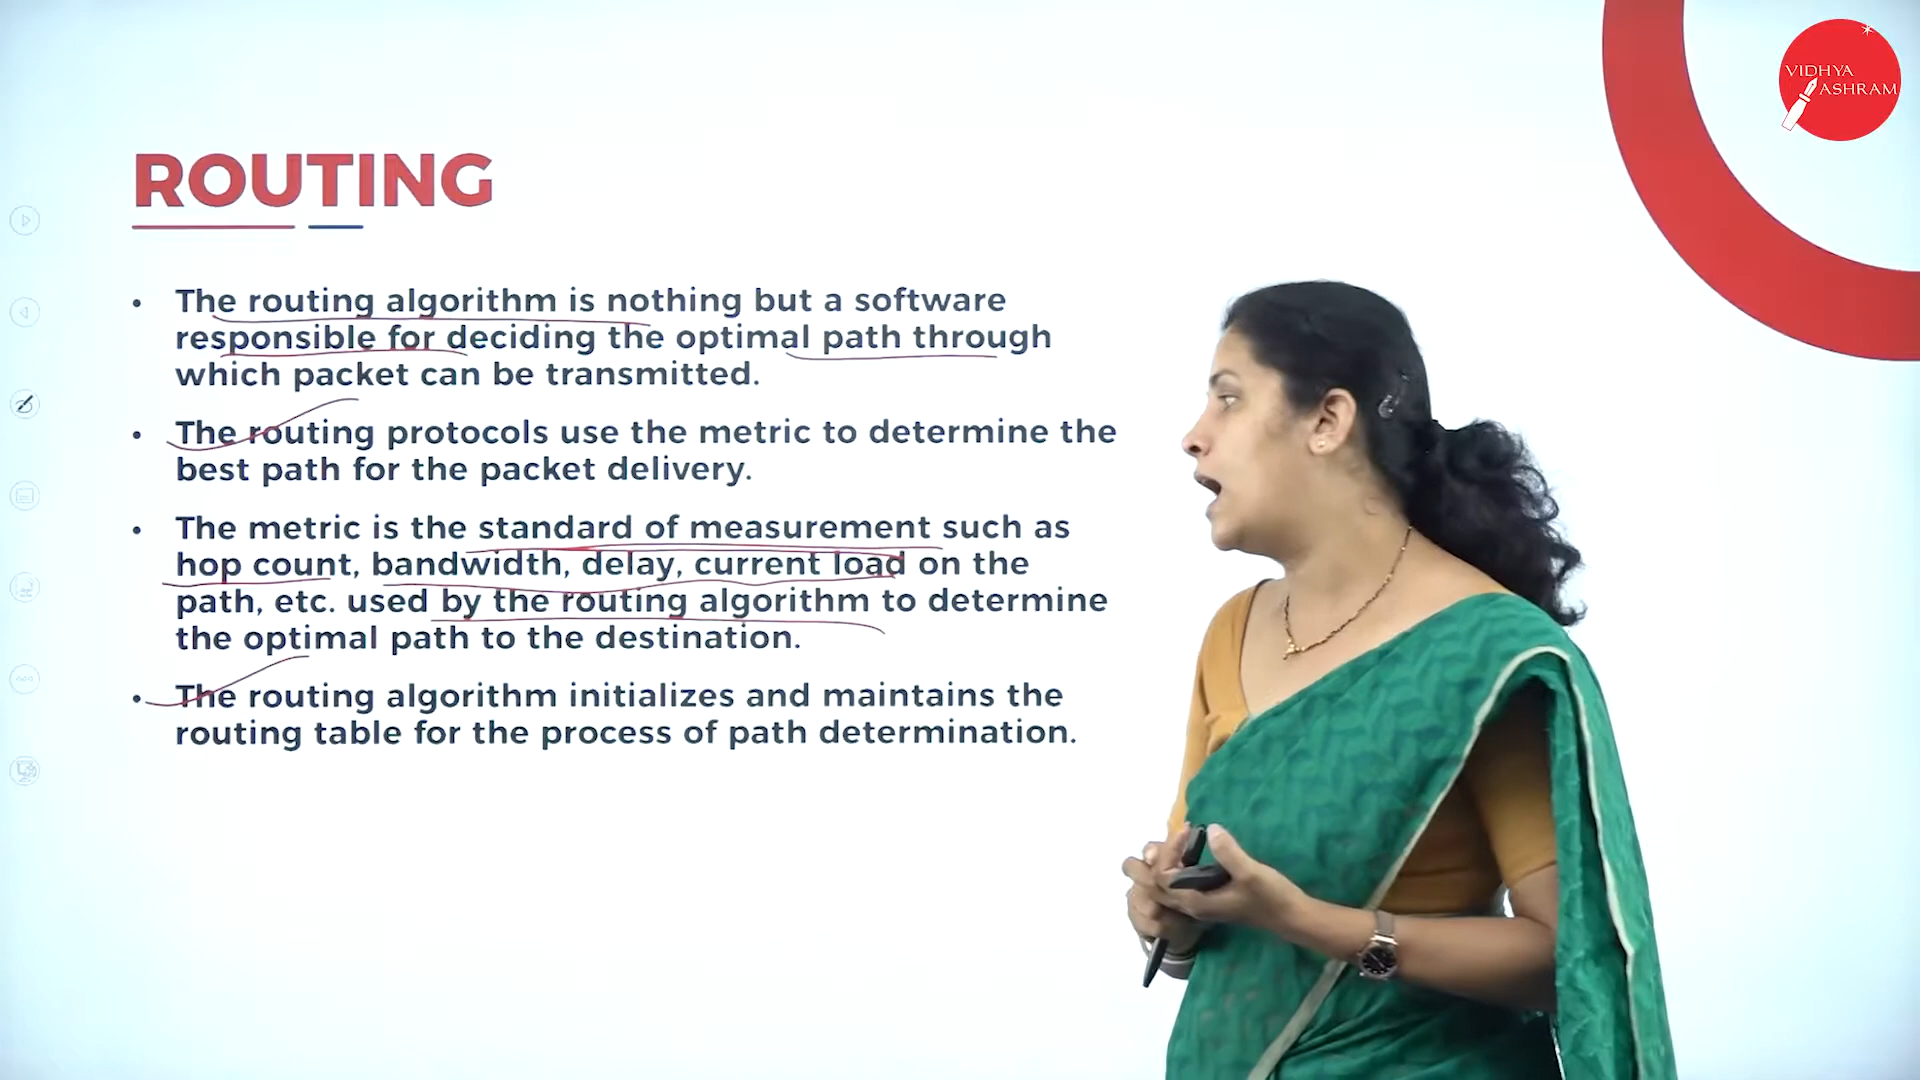 VIDHYA
ASHRAM
ROUTING
• The routing algorithm is nothing but a software
responsible for deciding the optimal path through
which packet can be transmitted.
• The routing protocols use the metric to determine the
best path for the packet delivery.
• The metric is the standard of measurement such as
hop count, bandwidth, delay, current load on the
path, etc. used by the routing algorithm to determine
the optimal path to the destination.
• The routing algorithm initializes and maintains the
routing table for the process of path determination.